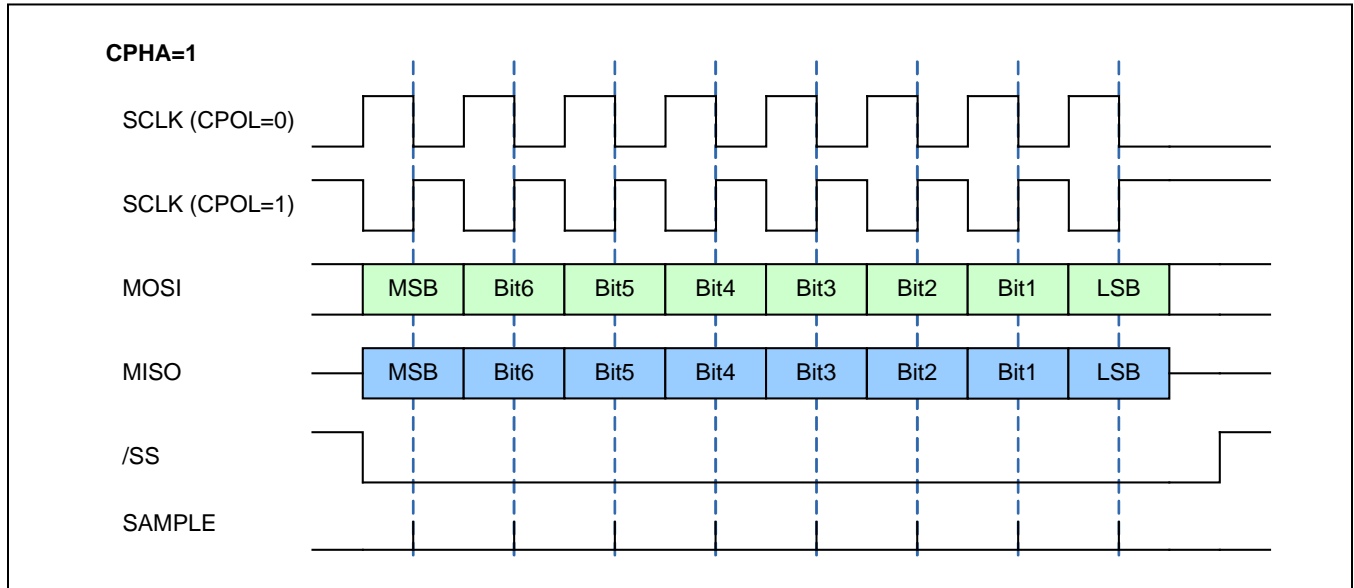 CPHA=1
SCLK (CPOL=0)
SCLK (CPOL=1)
MOSI MSB Bit6 Bit5 Bit4 Bit3 Bit2 Bit1 LSB
MISO MSB Bit6 Bit5 Bit4 Bit3 Bit2 Bit1 LSB
/SS
SAMPLE